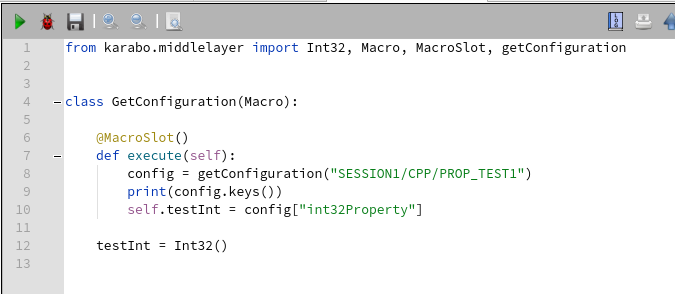 1 from karabo.middlelayer import Int32, Macro, MacroSlot, getConfiguration
2
3
4 class GetConfiguration(Macro):
5
6     @MacroSlot()
7     def execute(self):
8         config = getConfiguration("SESSION1/CPP/PROP_TEST1")
9         print(config.keys())
10         self.testInt = config["int32Property"]
11
12     testInt = Int32()
13